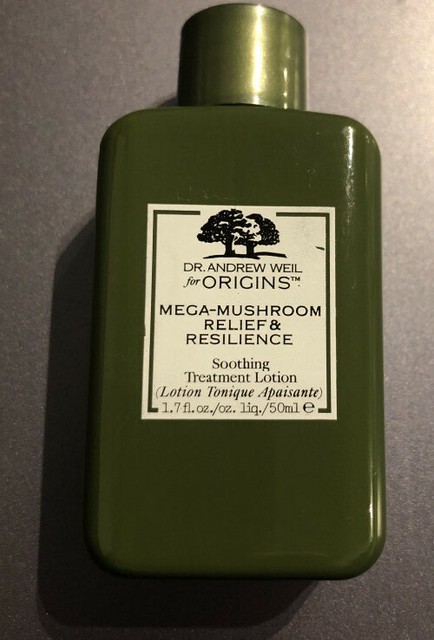 DR. ANDREW WEIL
for ORIGINS™
MEGA-MUSHROOM
RELIEF &
RESILIENCE
Soothing
Treatment Lotion
(Lotion Tonique Apaisante)
1.7 fl. oz./oz. liq./50ml ℮